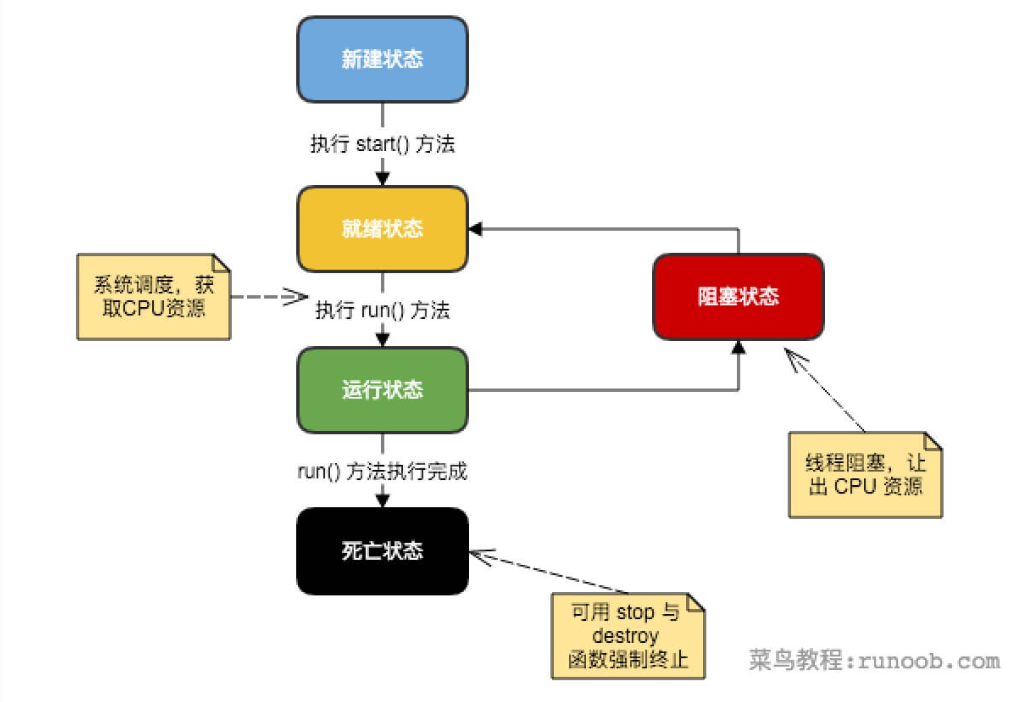 新建状态
执行 start() 方法
就绪状态
系统调度，获
取CPU资源
执行 run() 方法
阻塞状态
运行状态
线程阻塞，让
出 CPU 资源
run() 方法执行完成
死亡状态
可用 stop 与
destroy
函数强制终止
菜鸟教程:runoob.com